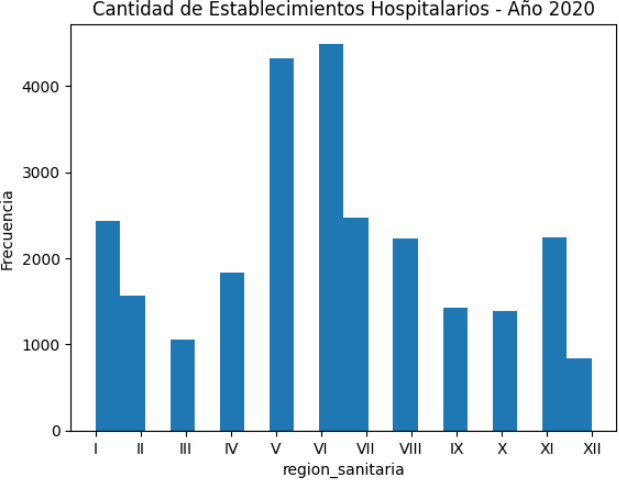 Cantidad de Establecimientos Hospitalarios - Año 2020
4000
3000
2000
1000
0
Frecuencia
I II III IV V VI VII VIII IX X XI XII
region_sanitaria